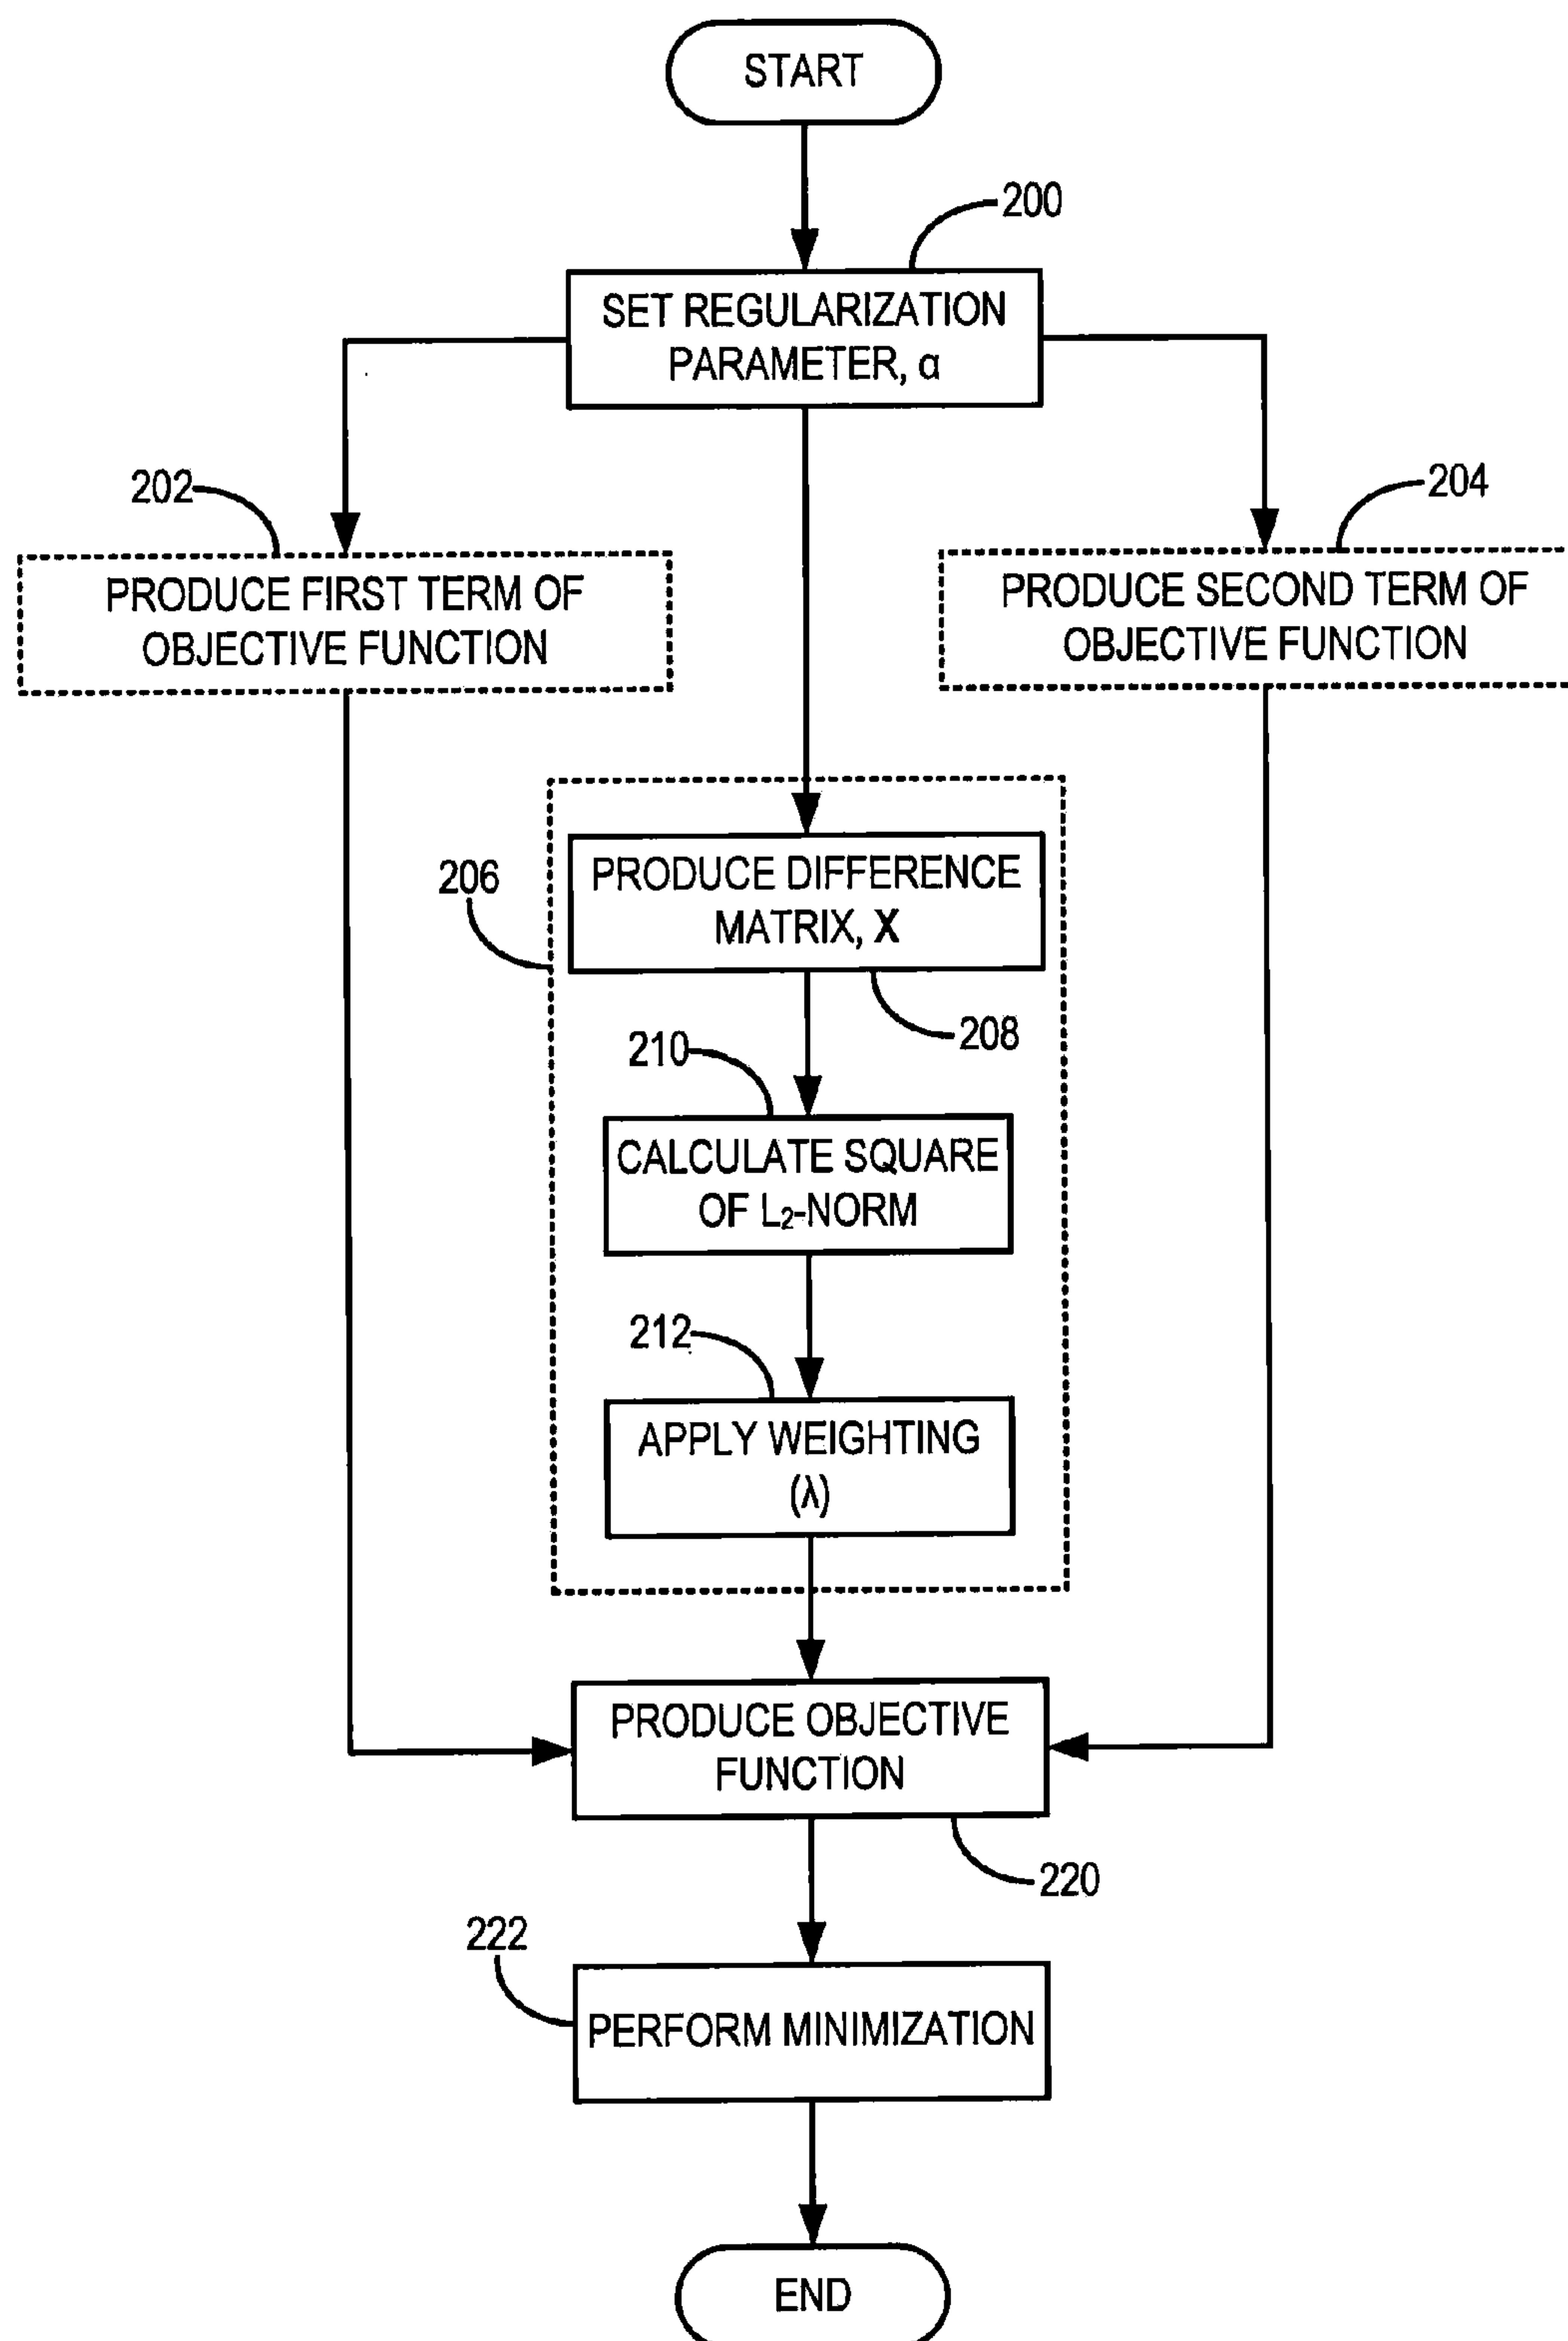 START
200
SET REGULARIZATION
PARAMETER, α
202
204
PRODUCE FIRST TERM OF
OBJECTIVE FUNCTION
PRODUCE SECOND TERM OF
OBJECTIVE FUNCTION
206
PRODUCE DIFFERENCE
MATRIX, X
208
210
CALCULATE SQUARE
OF L₂-NORM
212
APPLY WEIGHTING
(λ)
PRODUCE OBJECTIVE
FUNCTION
220
222
PERFORM MINIMIZATION
END